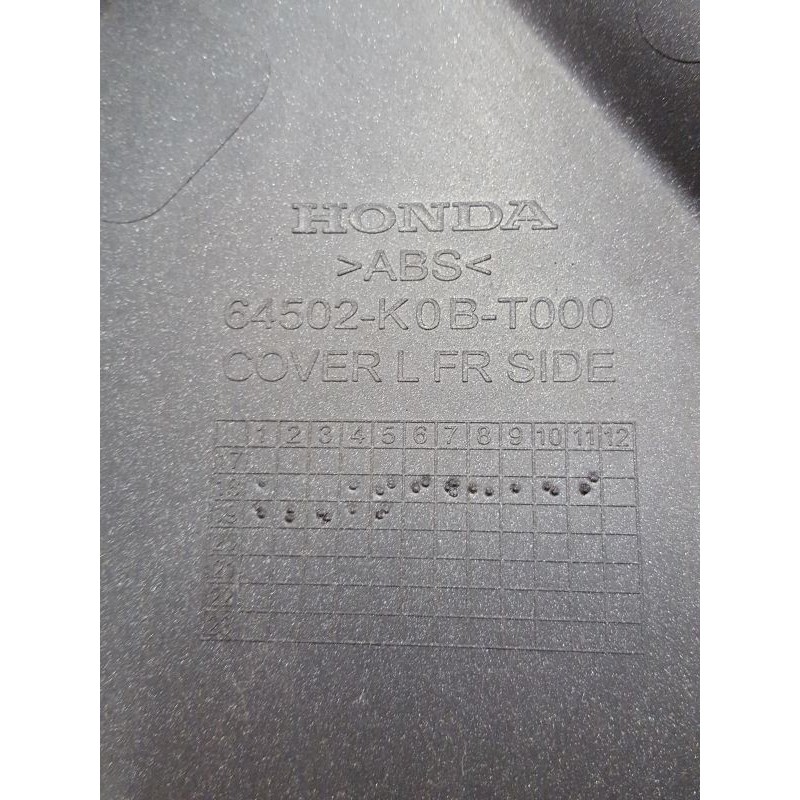 HONDA
>ABS<
64502-K0B-T000
COVER L FR SIDE
1 2 3 4 5 6 7 8 9 10 11 12
17